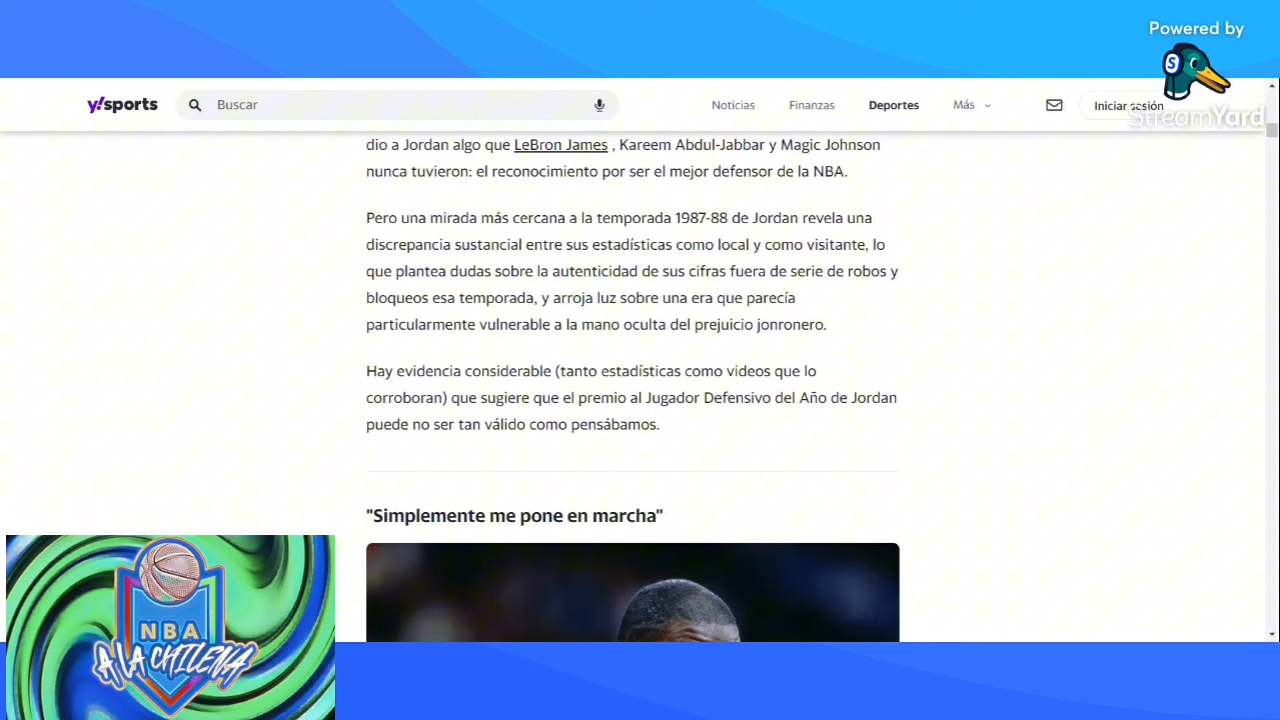 Powered by
S
StreamYard
y!sports
Buscar
Noticias
Finanzas
Deportes
Más
Iniciar sesión
dio a Jordan algo que LeBron James , Kareem Abdul-Jabbar y Magic Johnson
nunca tuvieron: el reconocimiento por ser el mejor defensor de la NBA.
Pero una mirada más cercana a la temporada 1987-88 de Jordan revela una
discrepancia sustancial entre sus estadísticas como local y como visitante, lo
que plantea dudas sobre la autenticidad de sus cifras fuera de serie de robos y
bloqueos esa temporada, y arroja luz sobre una era que parecía
particularmente vulnerable a la mano oculta del prejuicio jonronero.
Hay evidencia considerable (tanto estadísticas como videos que lo
corroboran) que sugiere que el premio al Jugador Defensivo del Año de Jordan
puede no ser tan válido como pensábamos.
"Simplemente me pone en marcha"
NBA
A LA CHILENA